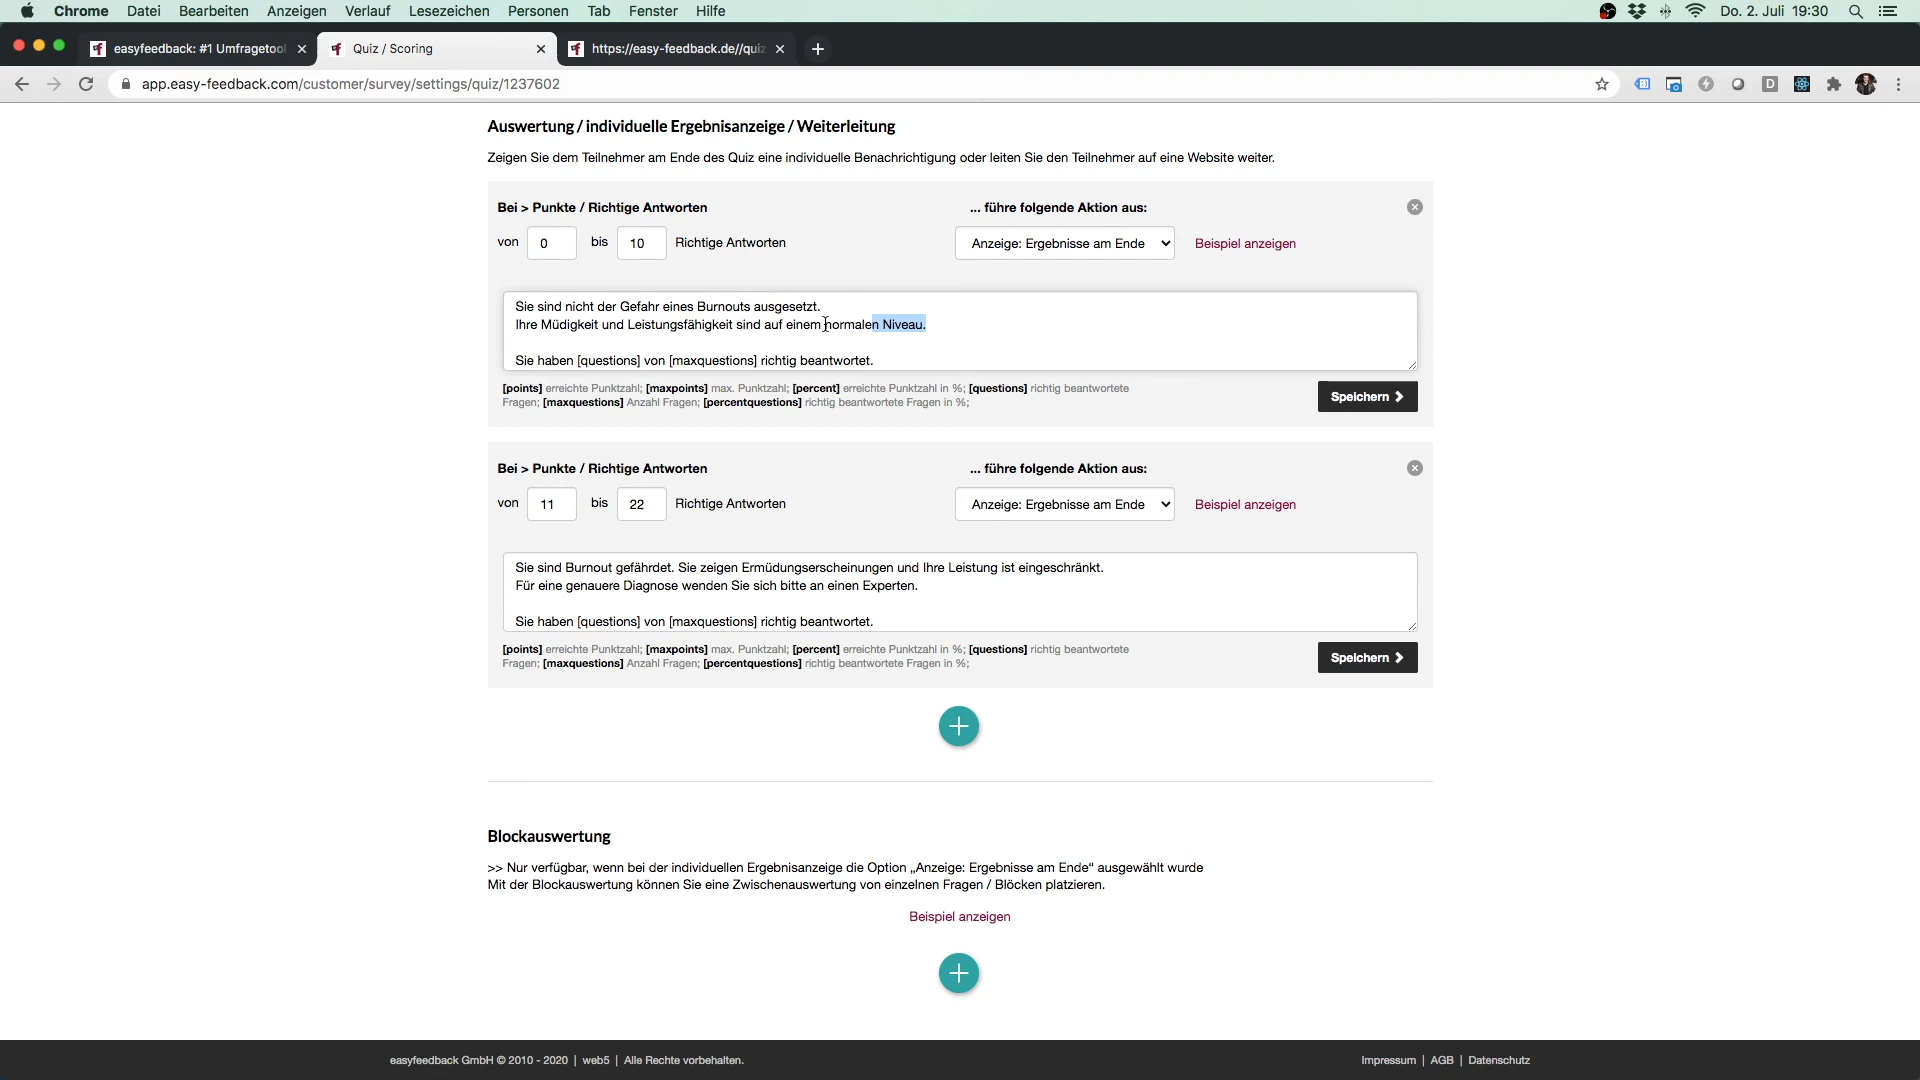 Chrome Datei Bearbeiten Anzeigen Verlauf Lesezeichen Personen Tab Fenster Hilfe Do. 2. Juli 19:30
easyfeedback: #1 Umfragetool Quiz / Scoring https://easy-feedback.de//quiz
app.easy-feedback.com/customer/survey/settings/quiz/1237602
Auswertung / individuelle Ergebnisanzeige / Weiterleitung
Zeigen Sie dem Teilnehmer am Ende des Quiz eine individuelle Benachrichtigung oder leiten Sie den Teilnehmer auf eine Website weiter.
Bei > Punkte / Richtige Antworten ... führe folgende Aktion aus:
von 0 bis 10 Richtige Antworten Anzeige: Ergebnisse am Ende Beispiel anzeigen
Sie sind nicht der Gefahr eines Burnouts ausgesetzt.
Ihre Müdigkeit und Leistungsfähigkeit sind auf einem normalen Niveau.
Sie haben [questions] von [maxquestions] richtig beantwortet.
[points] erreichte Punktzahl; [maxpoints] max. Punktzahl; [percent] erreichte Punktzahl in %; [questions] richtig beantwortete
Fragen; [maxquestions] Anzahl Fragen; [percentquestions] richtig beantwortete Fragen in %;
Speichern
Bei > Punkte / Richtige Antworten ... führe folgende Aktion aus:
von 11 bis 22 Richtige Antworten Anzeige: Ergebnisse am Ende Beispiel anzeigen
Sie sind Burnout gefährdet. Sie zeigen Ermüdungserscheinungen und Ihre Leistung ist eingeschränkt.
Für eine genauere Diagnose wenden Sie sich bitte an einen Experten.
Sie haben [questions] von [maxquestions] richtig beantwortet.
[points] erreichte Punktzahl; [maxpoints] max. Punktzahl; [percent] erreichte Punktzahl in %; [questions] richtig beantwortete
Fragen; [maxquestions] Anzahl Fragen; [percentquestions] richtig beantwortete Fragen in %;
Speichern
Blockauswertung
>> Nur verfügbar, wenn bei der individuellen Ergebnisanzeige die Option „Anzeige: Ergebnisse am Ende“ ausgewählt wurde
Mit der Blockauswertung können Sie eine Zwischenauswertung von einzelnen Fragen / Blöcken platzieren.
Beispiel anzeigen
easyfeedback GmbH © 2010 - 2020 | web5 | Alle Rechte vorbehalten. Impressum | AGB | Datenschutz